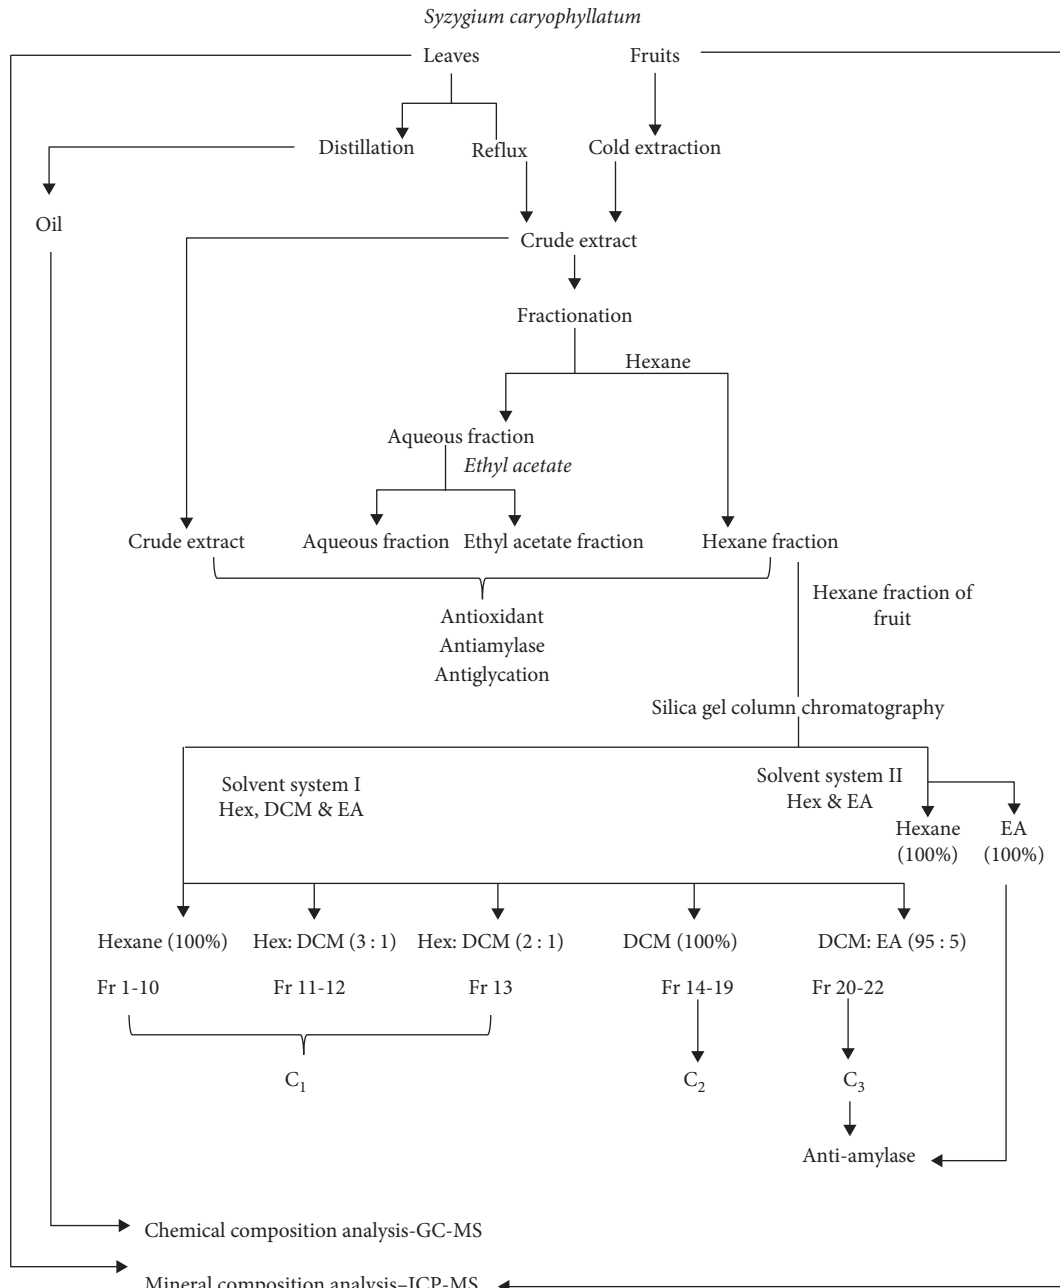 Syzygium caryophyllatum
Leaves
Fruits
Distillation
Reflux
Cold extraction
Oil
Crude extract
Fractionation
Hexane
Aqueous fraction
Ethyl acetate
Crude extract
Aqueous fraction
Ethyl acetate fraction
Hexane fraction
Antioxidant
Antiamylase
Antiglycation
Hexane fraction of
fruit
Silica gel column chromatography
Solvent system I
Hex, DCM & EA
Solvent system II
Hex & EA
Hexane
(100%)
EA
(100%)
Hexane (100%)
Hex: DCM (3 : 1)
Hex: DCM (2 : 1)
DCM (100%)
DCM: EA (95 : 5)
Fr 1-10
Fr 11-12
Fr 13
Fr 14-19
Fr 20-22
C1
C2
C3
Anti-amylase
Chemical composition analysis-GC-MS
Mineral composition analysis–ICP-MS